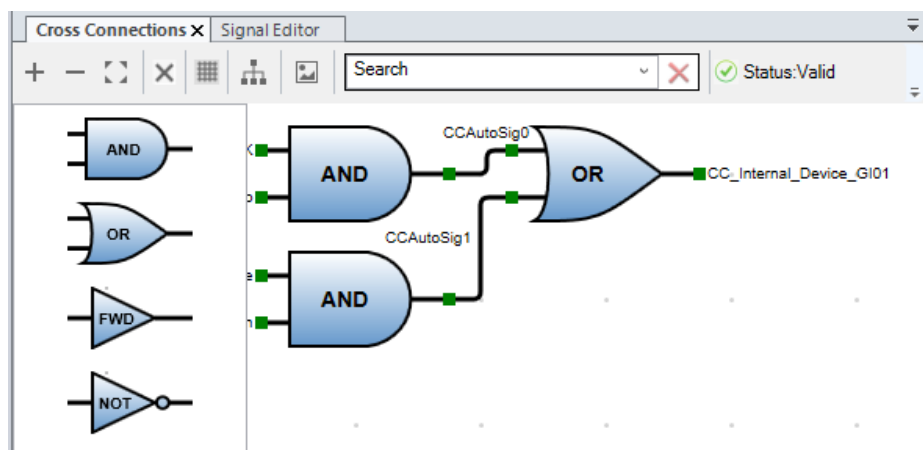 Cross Connections X Signal Editor
Search
Status:Valid
AND
OR
FWD
NOT
AND
AND
CCAutoSig0
CCAutoSig1
OR
CC_Internal_Device_GI01